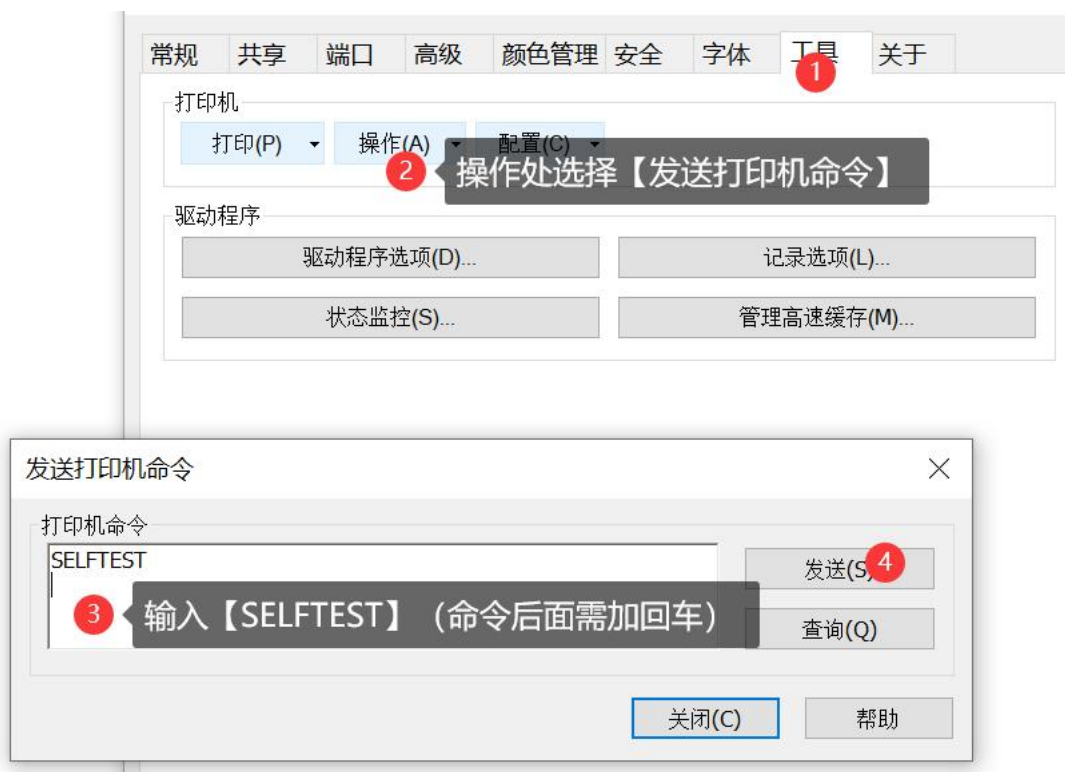 常规 共享 端口 高级 颜色管理 安全 字体 工具 关于
1
打印机
打印(P) 操作(A) 配置(C)
2 操作处选择【发送打印机命令】
驱动程序
驱动程序选项(D)... 记录选项(L)...
状态监控(S)... 管理高速缓存(M)...
发送打印机命令
打印机命令
SELFTEST
发送(S 4
3 输入【SELFTEST】（命令后面需加回车）
查询(Q)
关闭(C) 帮助